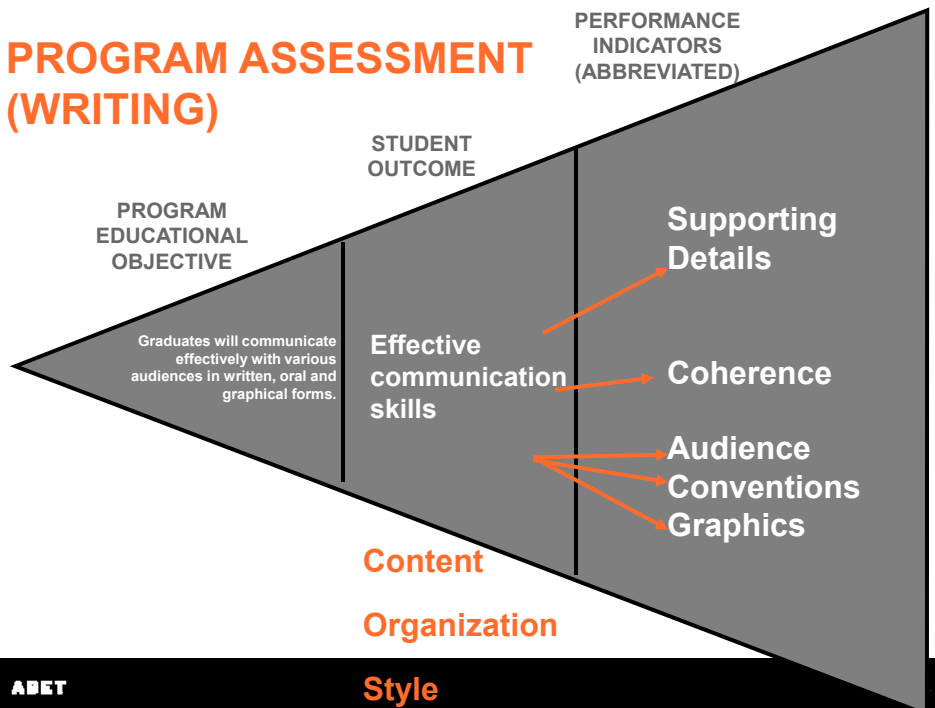 PROGRAM ASSESSMENT
(WRITING)
PERFORMANCE
INDICATORS
(ABBREVIATED)
STUDENT
OUTCOME
PROGRAM
EDUCATIONAL
OBJECTIVE
Graduates will communicate
effectively with various
audiences in written, oral and
graphical forms.
Effective
communication
skills
Supporting
Details
Coherence
Audience
Conventions
Graphics
Content
Organization
Style
ABET